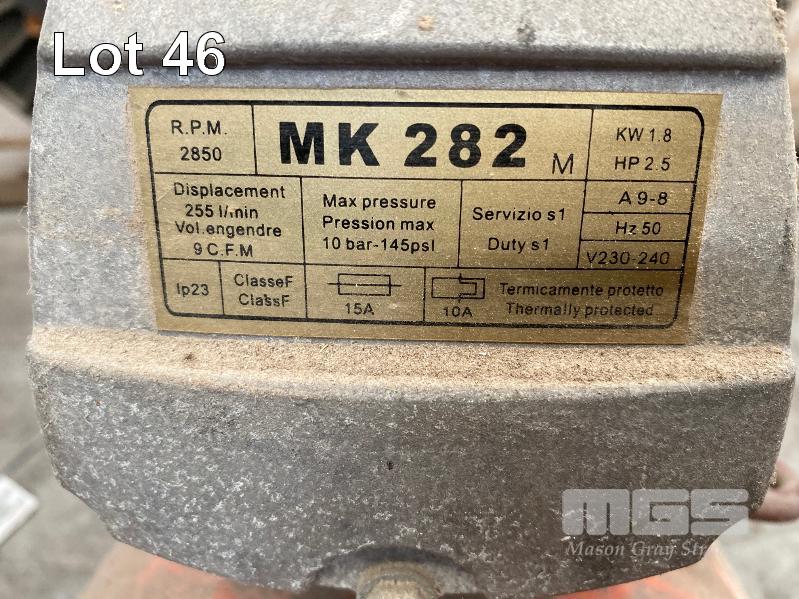 Lot 46
R.P.M.
2850
MK 282 M
KW 1.8
HP 2.5
Displacement
255 l/min
Vol.engendre
9 C.F.M
Max pressure
Pression max
10 bar-145psl
Servizio s1
Duty s1
A 9-8
Hz 50
V230-240
Ip23
ClasseF
ClassF
15A
10A
Termicamente protetto
Thermally protected
MGS
Mason Gray